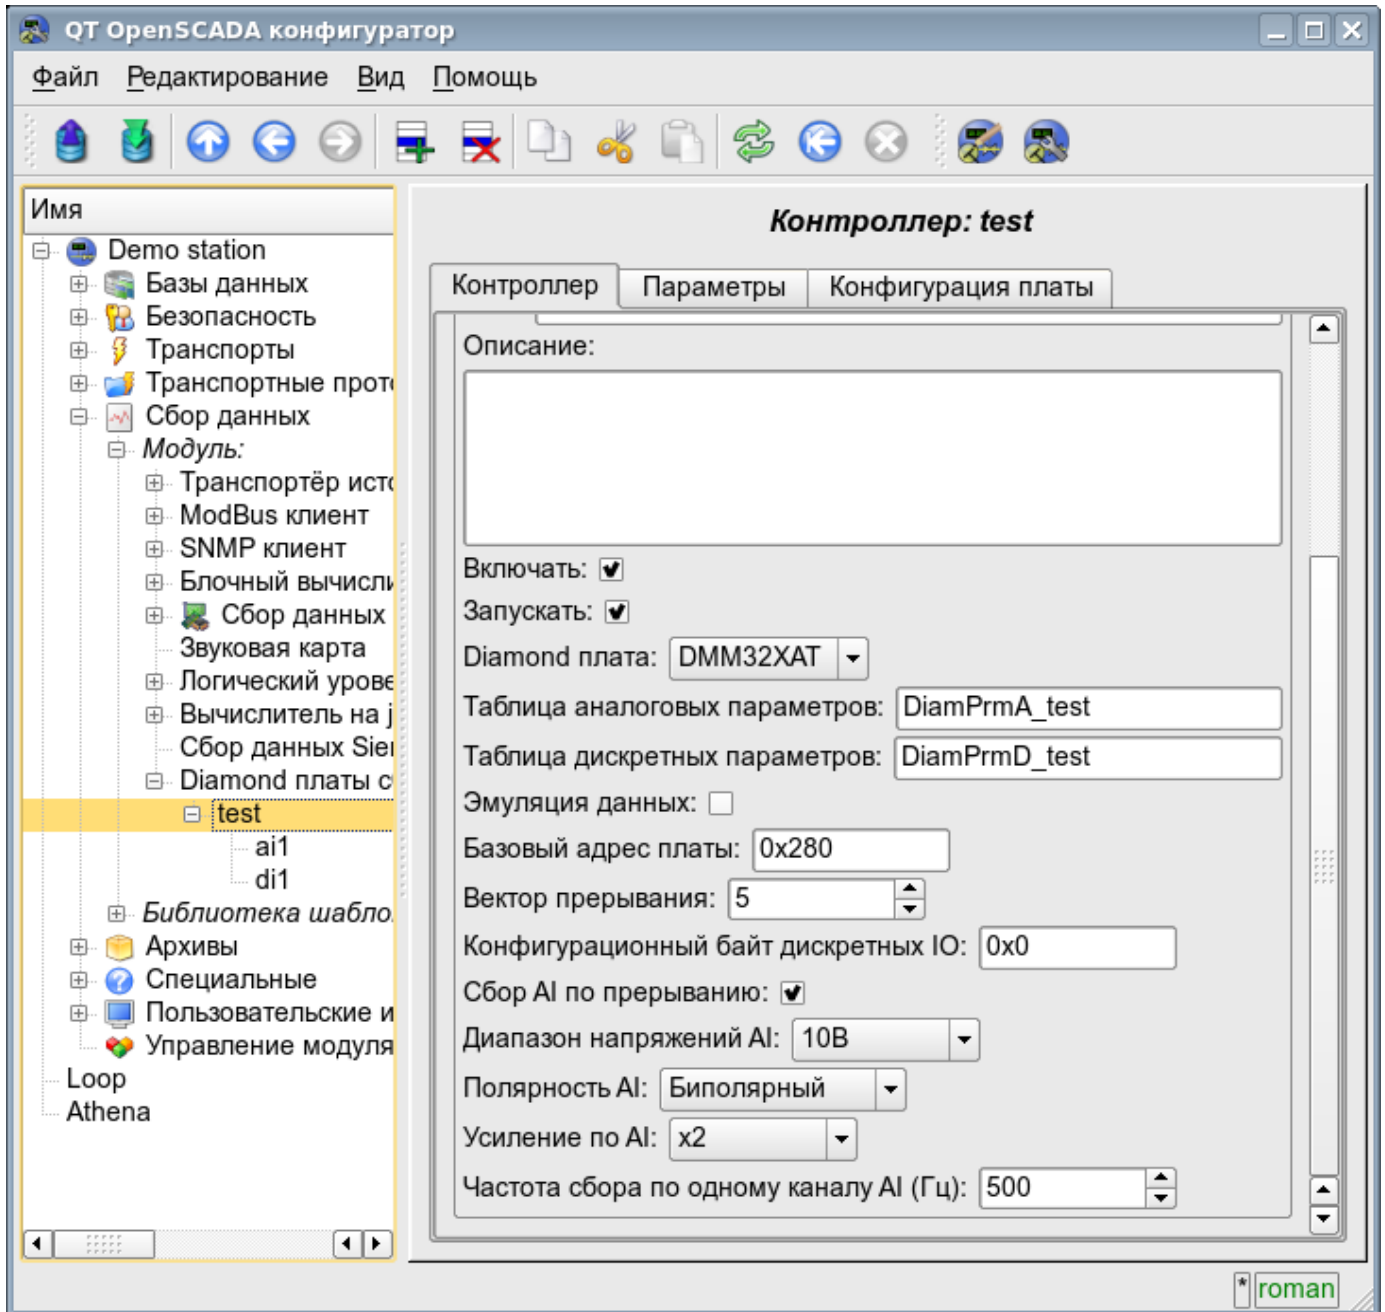 QT OpenSCADA конфигуратор
Файл Редактирование Вид Помощь
Имя
Demo station
Базы данных
Безопасность
Транспорты
Транспортные прото
Сбор данных
Модуль:
Транспортёр исто
ModBus клиент
SNMP клиент
Блочный вычисли
Сбор данных
Звуковая карта
Логический урове
Вычислитель на j
Сбор данных Sie
Diamond платы с
test
ai1
di1
Библиотека шабло
Архивы
Специальные
Пользовательские и
Управление модуля
Loop
Athena
Контроллер: test
Контроллер Параметры Конфигурация платы
Описание:
Включать:
Запускать:
Diamond плата: DMM32XAT
Таблица аналоговых параметров: DiamPrmA_test
Таблица дискретных параметров: DiamPrmD_test
Эмуляция данных:
Базовый адрес платы: 0x280
Вектор прерывания: 5
Конфигурационный байт дискретных IO: 0x0
Сбор AI по прерыванию:
Диапазон напряжений AI: 10В
Полярность AI: Биполярный
Усиление по AI: x2
Частота сбора по одному каналу AI (Гц): 500
* roman